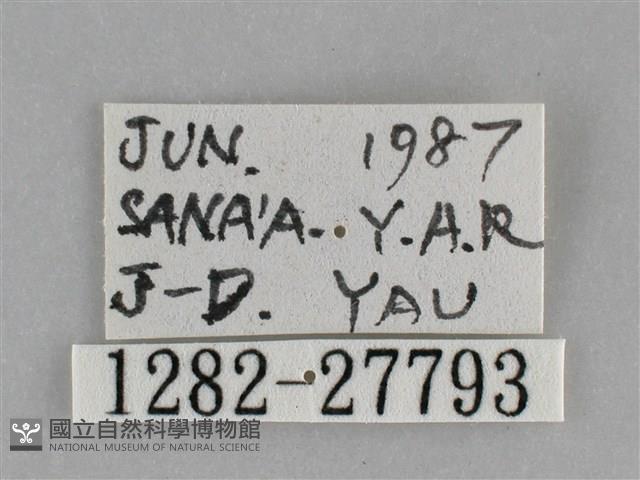 JUN. 1987
SANA'A. Y.A.R
J-D. YAU
1282-27793
國立自然科學博物館
NATIONAL MUSEUM OF NATURAL SCIENCE